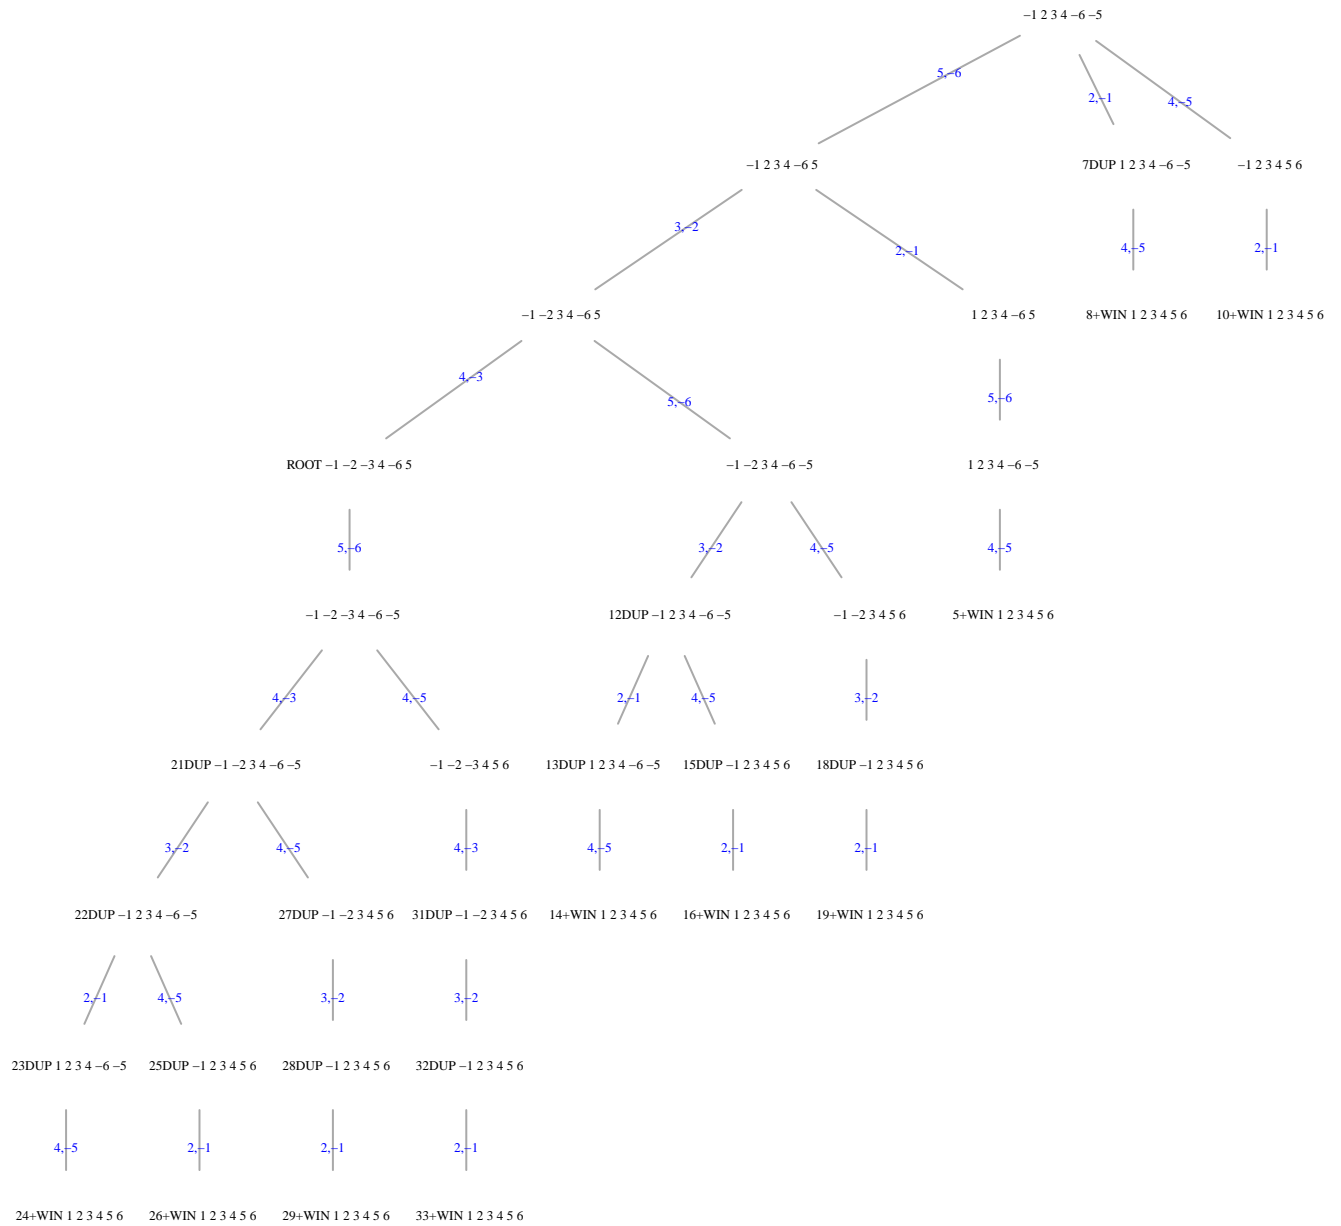 −1 2 3 4 −6 −5
5,−6
2,−1
4,−5
−1 2 3 4 −6 5
7DUP 1 2 3 4 −6 −5
−1 2 3 4 5 6
3,−2
2,−1
4,−5
2,−1
−1 −2 3 4 −6 5
1 2 3 4 −6 5
8+WIN 1 2 3 4 5 6
10+WIN 1 2 3 4 5 6
4,−3
5,−6
5,−6
ROOT −1 −2 −3 4 −6 5
−1 −2 3 4 −6 −5
1 2 3 4 −6 −5
5,−6
3,−2
4,−5
4,−5
−1 −2 −3 4 −6 −5
12DUP −1 2 3 4 −6 −5
−1 −2 3 4 5 6
5+WIN 1 2 3 4 5 6
4,−3
4,−5
2,−1
4,−5
3,−2
21DUP −1 −2 3 4 −6 −5
−1 −2 −3 4 5 6
13DUP 1 2 3 4 −6 −5
15DUP −1 2 3 4 5 6
18DUP −1 2 3 4 5 6
3,−2
4,−5
4,−3
4,−5
2,−1
2,−1
22DUP −1 2 3 4 −6 −5
27DUP −1 −2 3 4 5 6
31DUP −1 −2 3 4 5 6
14+WIN 1 2 3 4 5 6
16+WIN 1 2 3 4 5 6
19+WIN 1 2 3 4 5 6
2,−1
4,−5
3,−2
3,−2
23DUP 1 2 3 4 −6 −5
25DUP −1 2 3 4 5 6
28DUP −1 2 3 4 5 6
32DUP −1 2 3 4 5 6
4,−5
2,−1
2,−1
2,−1
24+WIN 1 2 3 4 5 6
26+WIN 1 2 3 4 5 6
29+WIN 1 2 3 4 5 6
33+WIN 1 2 3 4 5 6